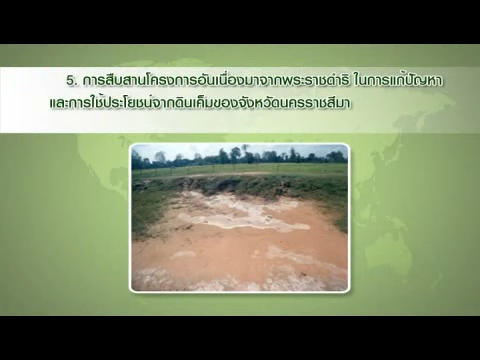 5. การสืบสานโครงการอันเนื่องมาจากพระราชดำริ ในการแก้ปัญหา
และการใช้ประโยชน์จากดินเค็มของจังหวัดนครราชสีมา